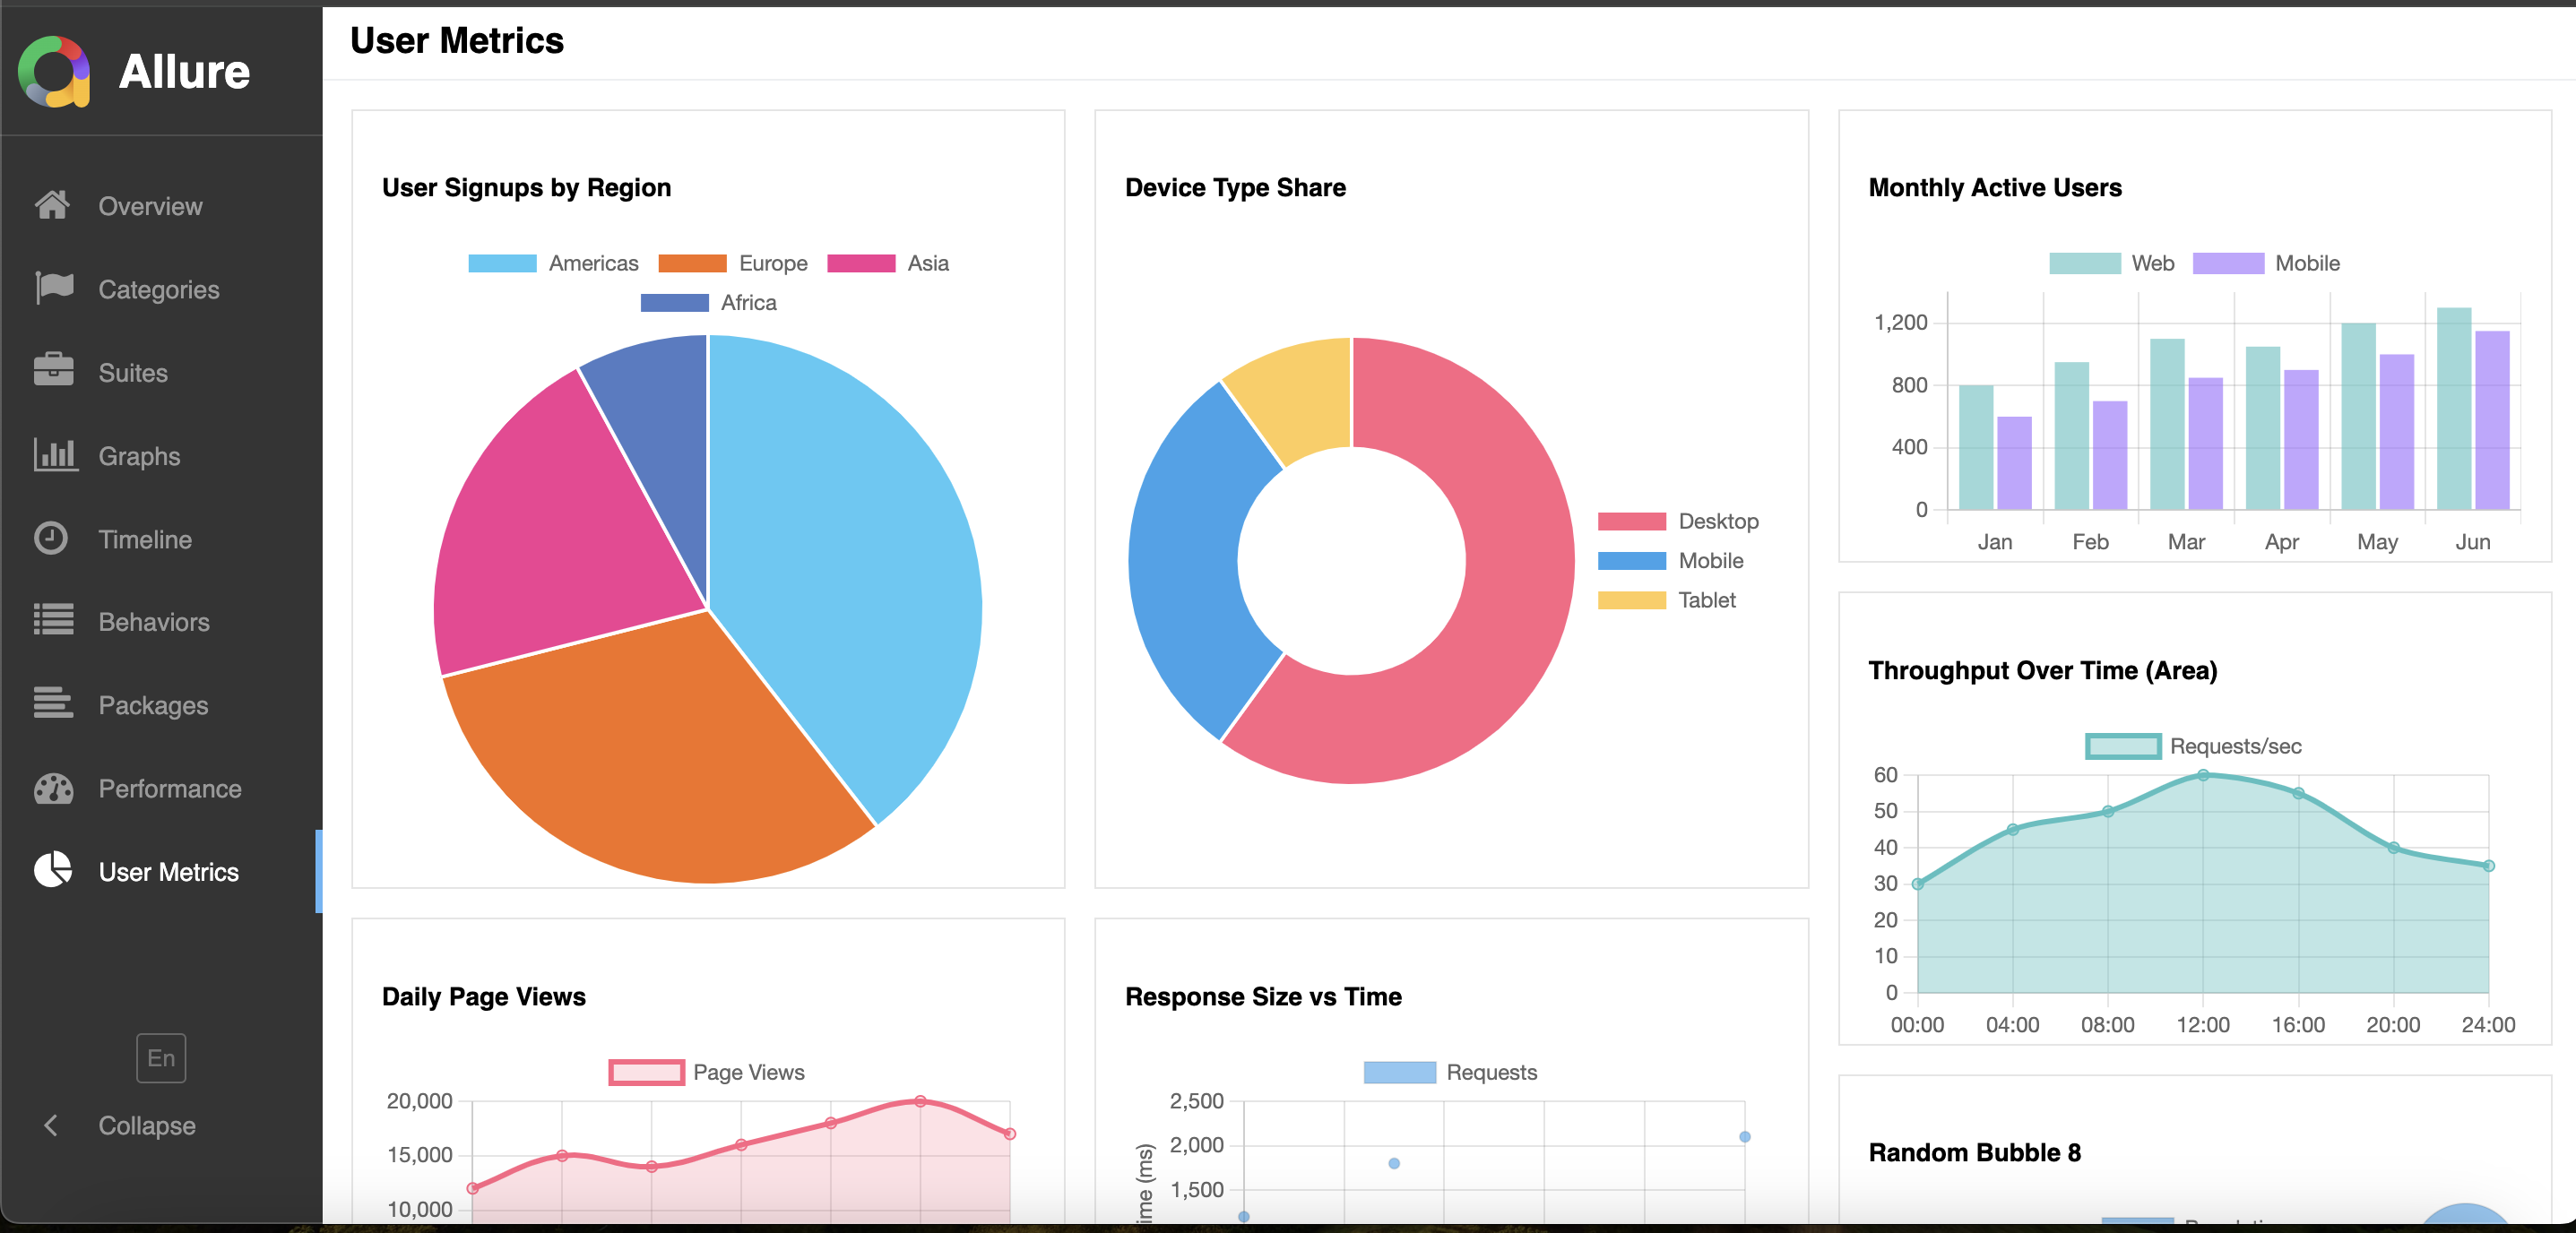 Allure
Overview
Categories
Suites
Graphs
Timeline
Behaviors
Packages
Performance
User Metrics
En
Collapse
User Metrics
User Signups by Region
Americas Europe Asia
Africa
Device Type Share
Desktop
Mobile
Tablet
Monthly Active Users
Web Mobile
1,200
800
400
0
Jan Feb Mar Apr May Jun
Throughput Over Time (Area)
Requests/sec
60
50
40
30
20
10
0
00:00 04:00 08:00 12:00 16:00 20:00 24:00
Daily Page Views
Page Views
20,000
15,000
10,000
Response Size vs Time
Requests
2,500
2,000
1,500
(ms)
Random Bubble 8